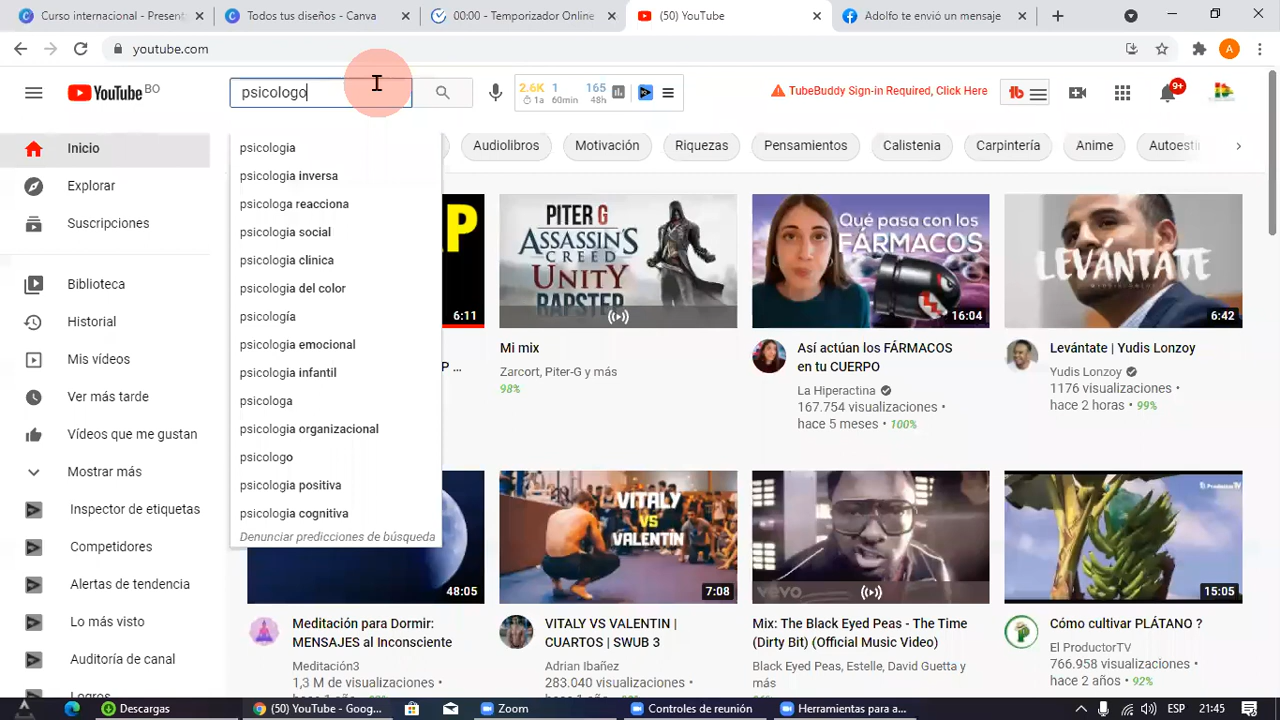 Curso internacional - Present
Todos tus diseños - Canva
00:00 - Temporizador Online
(50) YouTube
Adolfo te envió un mensaje
youtube.com
A
YouTube BO
psicologo
2.6K 1 165
1a 60min 48h
TubeBuddy Sign-in Required, Click Here
tb
9+
Inicio
Explorar
Suscripciones
Biblioteca
Historial
Mis vídeos
Ver más tarde
Vídeos que me gustan
Mostrar más
Inspector de etiquetas
Competidores
Alertas de tendencia
Lo más visto
Auditoría de canal
Logros
psicologia
psicologia inversa
psicologa reacciona
psicologia social
psicologia clinica
psicologia del color
psicología
psicologia emocional
psicologia infantil
psicologa
psicologia organizacional
psicologo
psicologia positiva
psicologia cognitiva
Denunciar predicciones de búsqueda
Audiolibros
Motivación
Riquezas
Pensamientos
Calistenia
Carpintería
Anime
Autoesti
P
6:11
P ...
PITER G
ASSASSIN'S
CREED
UNITY
RAPSTER
Mi mix
Zarcort, Piter-G y más
98%
Qué pasa con los
FÁRMACOS
16:04
Así actúan los FÁRMACOS
en tu CUERPO
La Hiperactina
167.754 visualizaciones •
hace 5 meses • 100%
LEVÁNTATE
6:42
Levántate | Yudis Lonzoy
Yudis Lonzoy
1176 visualizaciones •
hace 2 horas • 99%
48:05
Meditación para Dormir:
MENSAJES al Inconsciente
Meditación3
1,3 M de visualizaciones •
VITALY
VS
VALENTÍN
7:08
VITALY VS VALENTIN |
CUARTOS | SWUB 3
Adrian Ibañez
283.040 visualizaciones •
vevo
Mix: The Black Eyed Peas - The Time
(Dirty Bit) (Official Music Video)
Black Eyed Peas, Estelle, David Guetta y
más
El ProductorTV
15:05
Cómo cultivar PLÁTANO ?
El ProductorTV
766.958 visualizaciones •
hace 2 años • 92%
Descargas
(50) YouTube - Goog...
Zoom
Controles de reunión
Herramientas para a...
ESP
21:45